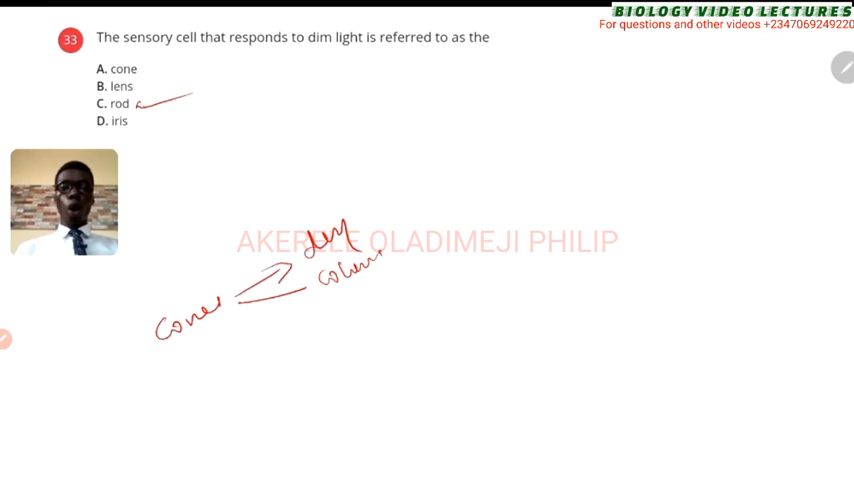 BIOLOGY VIDEO LECTURES
For questions and other videos +2347069249220
33 The sensory cell that responds to dim light is referred to as the
A. cone
B. lens
C. rod
D. iris
AKERELE OLADIMEJI PHILIP
Cones